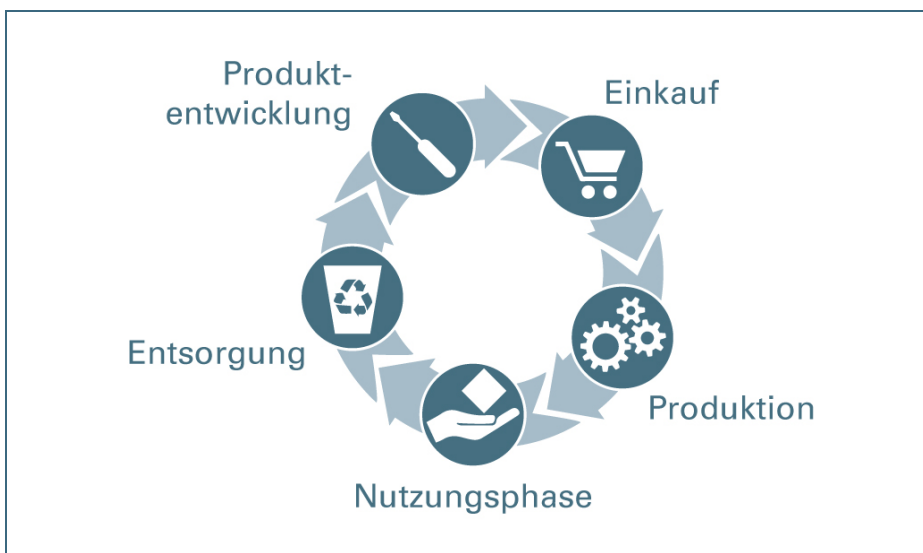 Produkt-
entwicklung
Einkauf
Produktion
Nutzungsphase
Entsorgung